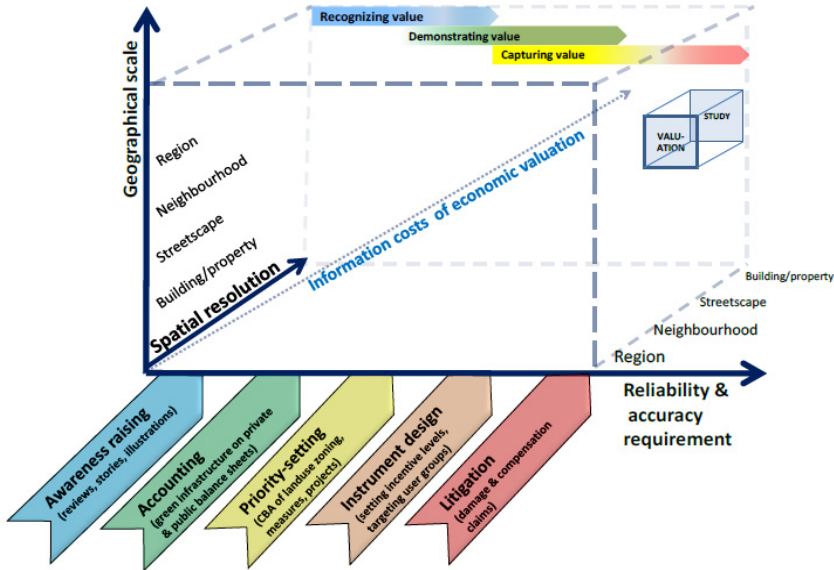 Recognizing value
Demonstrating value
Capturing value
Geographical scale
STUDY
VALU-
ATION
Region
Neighbourhood
Streetscape
Building/property
Spatial resolution
Information costs of economic valuation
Building/property
Streetscape
Neighbourhood
Region
Reliability &
accuracy
requirement
Awareness raising
(reviews, stories, illustrations)
Accounting
(green infrastructure on private
& public balance sheets)
Priority-setting
(CBA of landuse zoning,
measures, projects)
Instrument design
(setting incentive levels,
targeting user groups)
Litigation
(damage & compensation
claims)